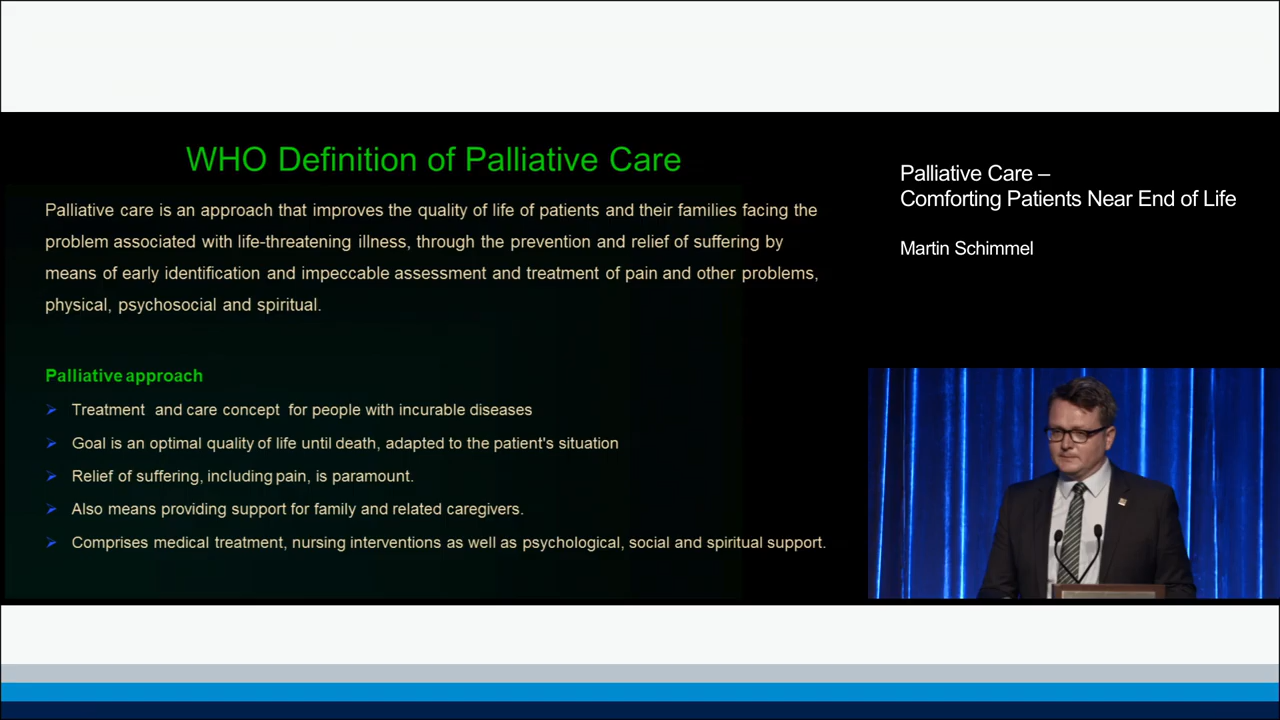 WHO Definition of Palliative Care
Palliative care is an approach that improves the quality of life of patients and their families facing the
problem associated with life-threatening illness, through the prevention and relief of suffering by
means of early identification and impeccable assessment and treatment of pain and other problems,
physical, psychosocial and spiritual.
Palliative approach
Treatment and care concept for people with incurable diseases
Goal is an optimal quality of life until death, adapted to the patient's situation
Relief of suffering, including pain, is paramount.
Also means providing support for family and related caregivers.
Comprises medical treatment, nursing interventions as well as psychological, social and spiritual support.
Palliative Care –
Comforting Patients Near End of Life
Martin Schimmel